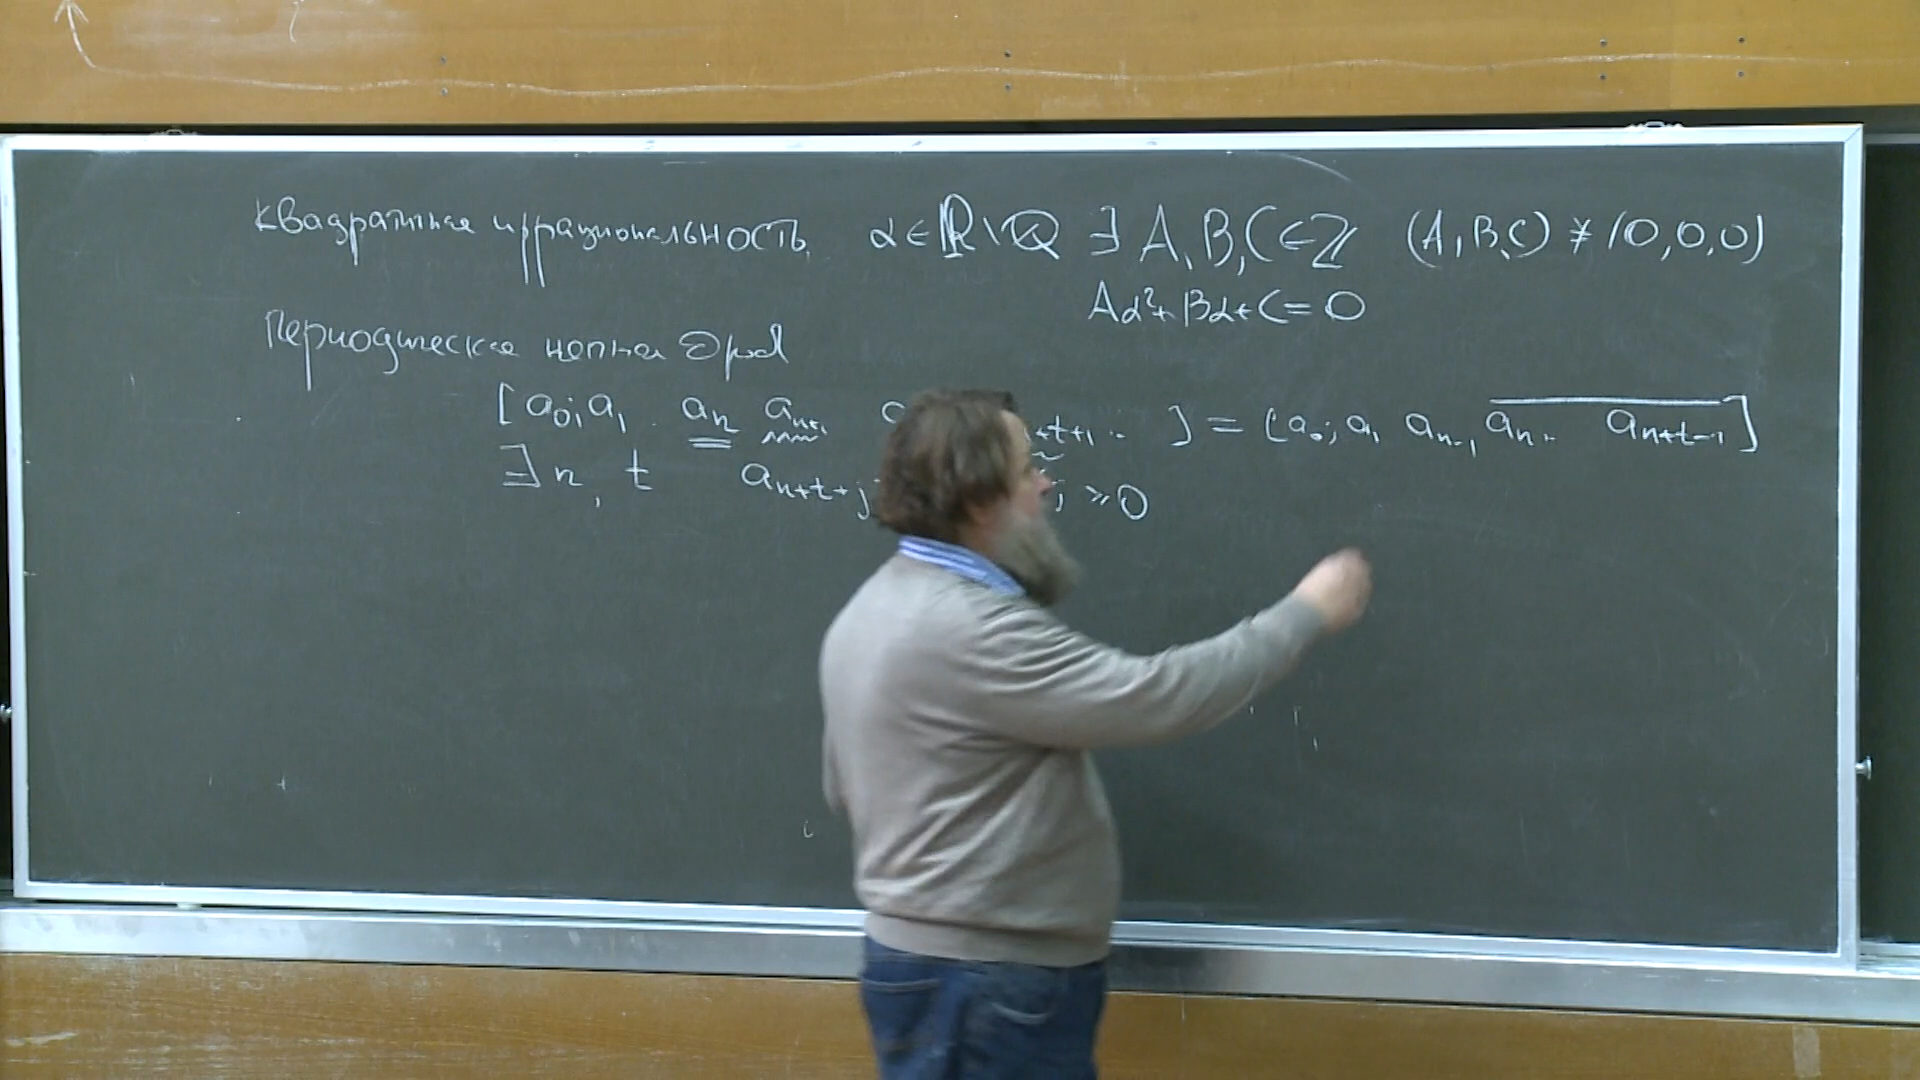 квадратичная иррациональность, α ∈ ℝ\ℚ ∃ A, B, C ∈ ℤ (A, B, C) ≠ (0,0,0)
Aα² + Bα + C = 0
Периодическая цепная дробь
[a₀; a₁ . aₙ aₙ₊₁ ₊ₜ₊₁ .. ] = [a₀; a₁ aₙ₋₁, aₙ .. aₙ₊ₜ₋₁]
∃ n, t aₙ₊ₜ₊ⱼ j ≥ 0